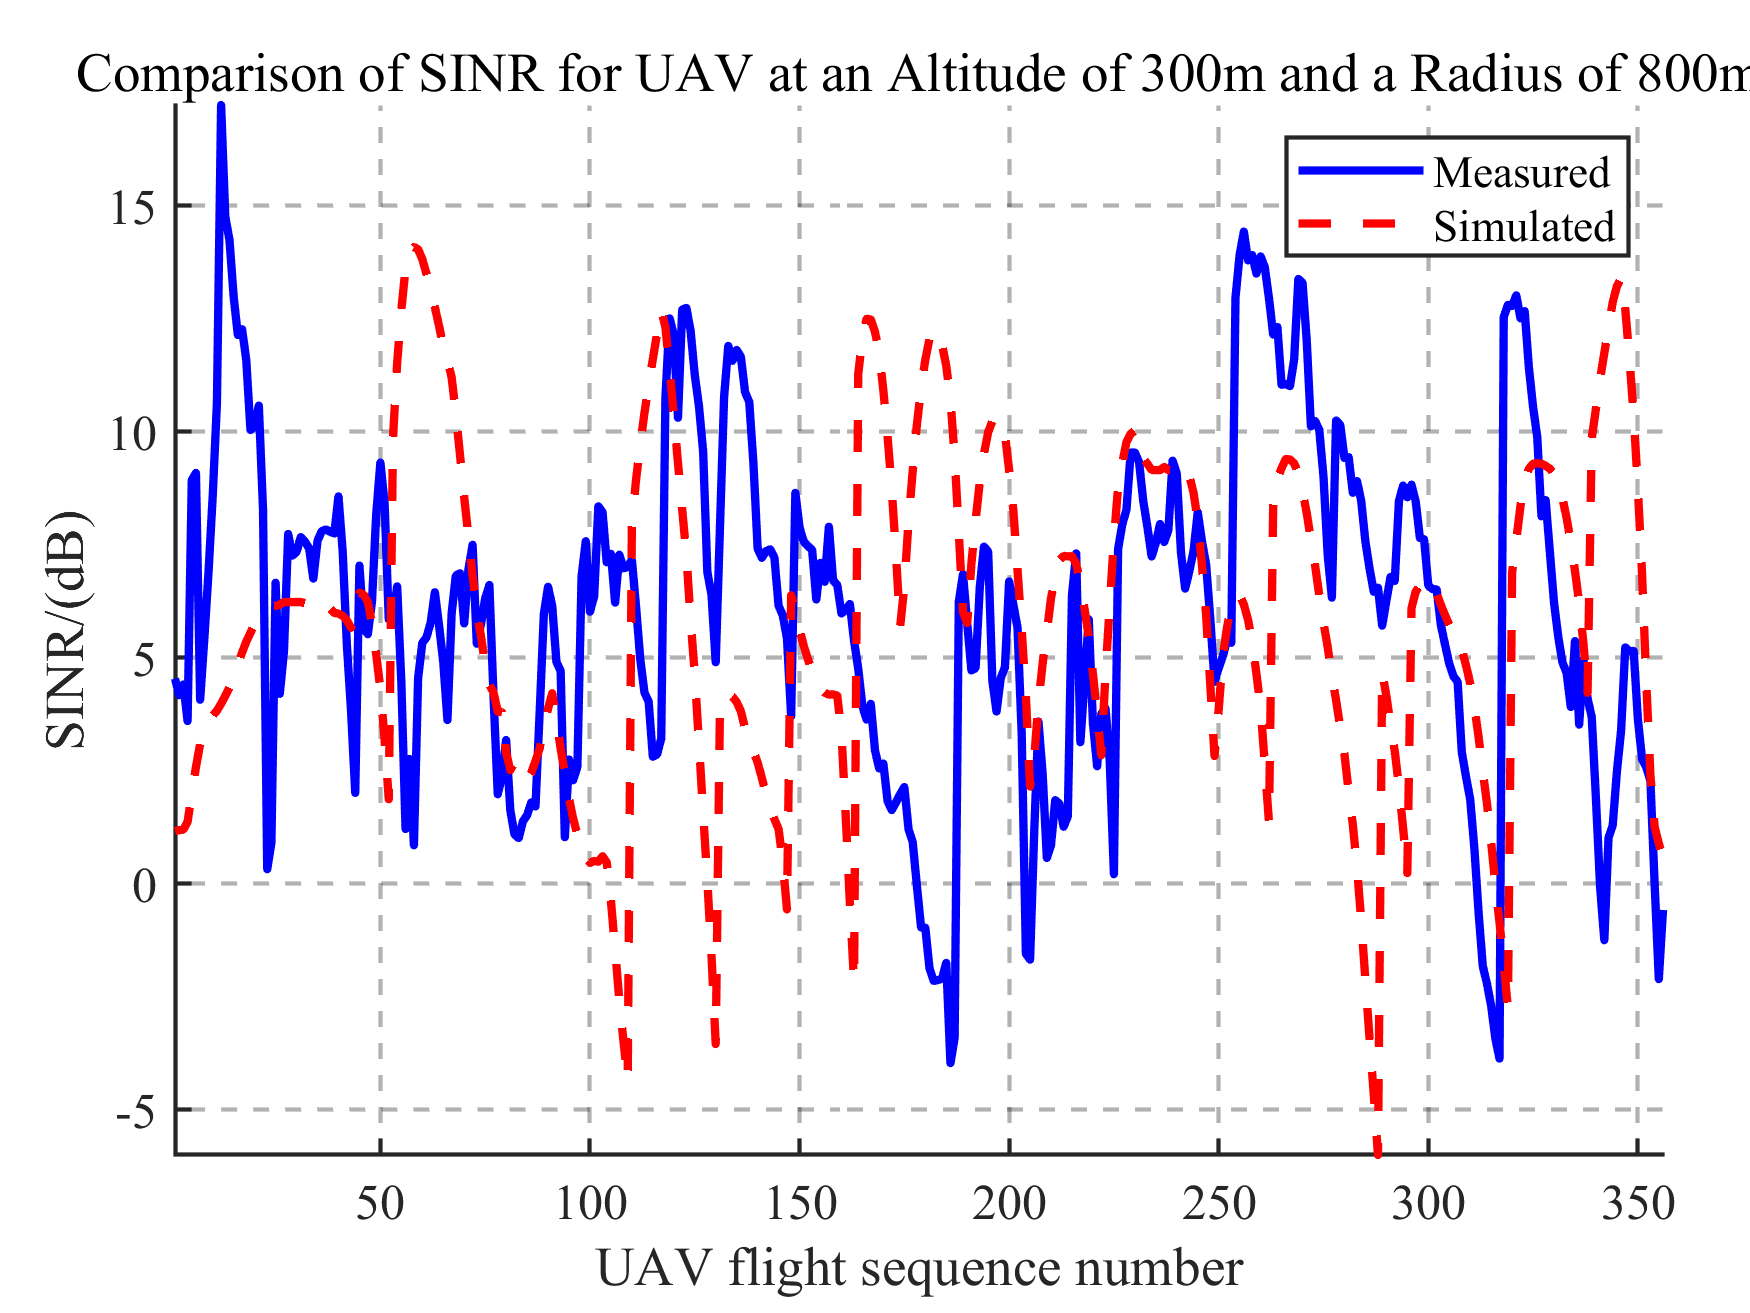 Comparison of SINR for UAV at an Altitude of 300m and a Radius of 800m
Measured
Simulated
15
10
5
0
-5
SINR/(dB)
50 100 150 200 250 300 350
UAV flight sequence number